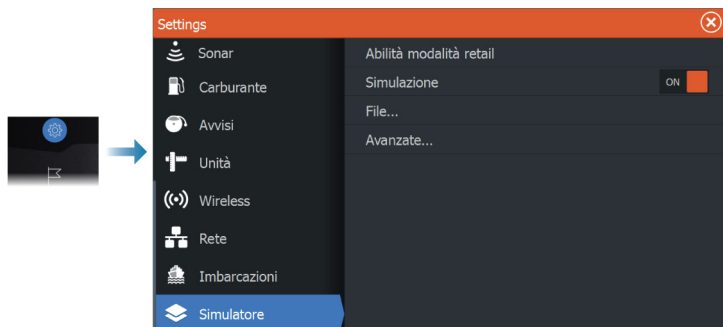 Settings
Sonar
Carburante
Avvisi
Unità
Wireless
Rete
Imbarcazioni
Simulatore
Abilità modalità retail
Simulazione
ON
File...
Avanzate...